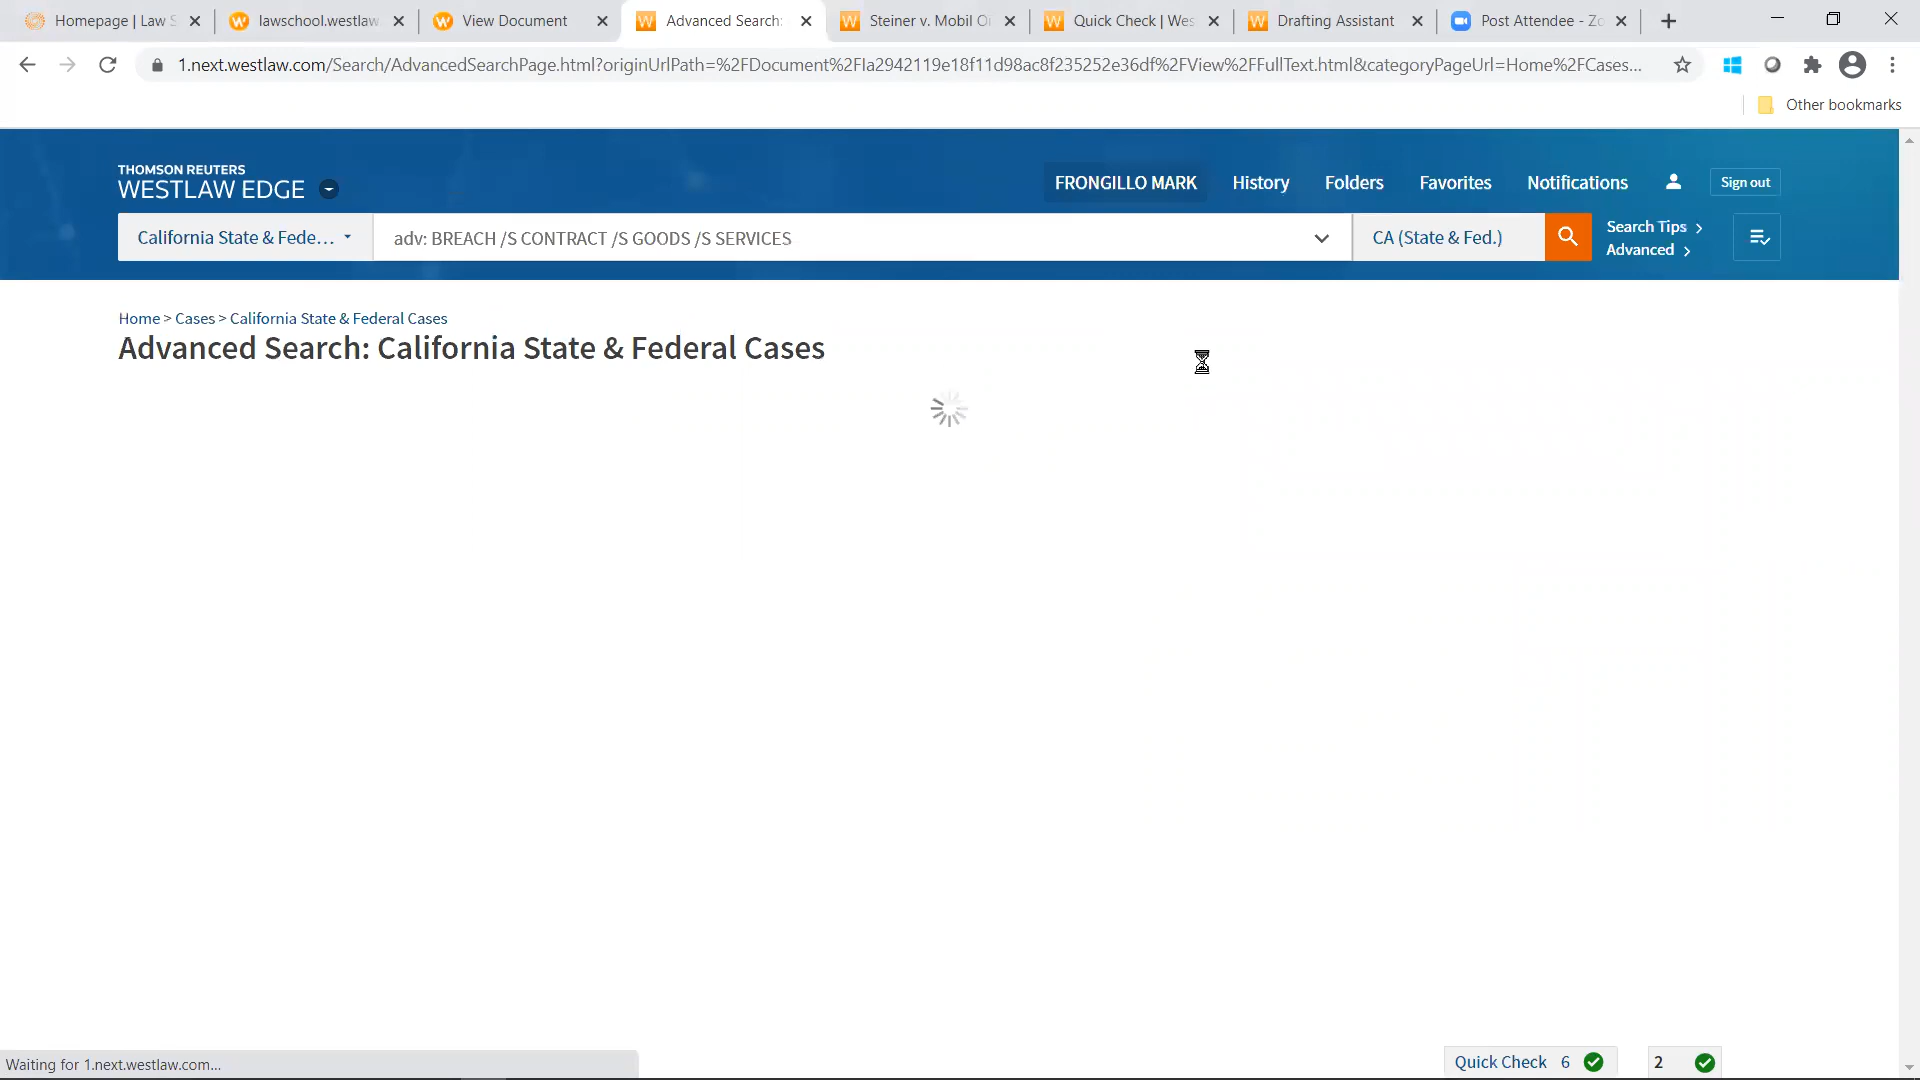 Homepage | Law S
lawschool.westlaw
View Document
Advanced Search:
Steiner v. Mobil O
Quick Check | Wes
Drafting Assistant
Post Attendee - Zo
1.next.westlaw.com/Search/AdvancedSearchPage.html?originUrlPath=%2FDocument%2FIa2942119e18f11d98ac8f235252e36df%2FView%2FFullText.html&categoryPageUrl=Home%2FCases...
Other bookmarks
THOMSON REUTERS
WESTLAW EDGE
FRONGILLO MARK
History
Folders
Favorites
Notifications
Sign out
California State & Fede...
adv: BREACH /S CONTRACT /S GOODS /S SERVICES
CA (State & Fed.)
Search Tips >
Advanced >
Home > Cases > California State & Federal Cases
Advanced Search: California State & Federal Cases
Waiting for 1.next.westlaw.com...
Quick Check 6
2